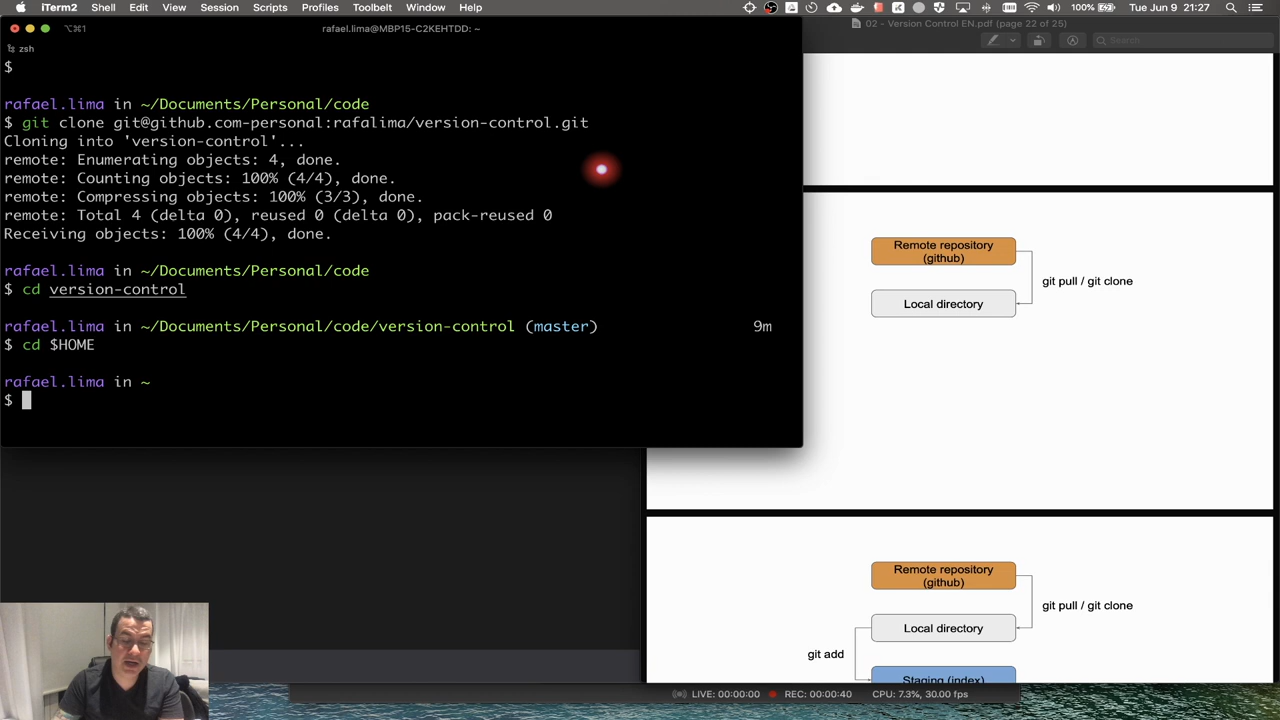 iTerm2 Shell Edit View Session Scripts Profiles Toolbelt Window Help
100% Tue Jun 9 21:27
⌥⌘1
rafael.lima@MBP15-C2KEHTDD: ~
zsh
$
rafael.lima in ~/Documents/Personal/code
$ git clone git@github.com-personal:rafalima/version-control.git
Cloning into 'version-control'...
remote: Enumerating objects: 4, done.
remote: Counting objects: 100% (4/4), done.
remote: Compressing objects: 100% (3/3), done.
remote: Total 4 (delta 0), reused 0 (delta 0), pack-reused 0
Receiving objects: 100% (4/4), done.
rafael.lima in ~/Documents/Personal/code
$ cd version-control
rafael.lima in ~/Documents/Personal/code/version-control (master) 9m
$ cd $HOME
rafael.lima in ~
$
02 - Version Control EN.pdf (page 22 of 25)
Search
Remote repository
(github)
git pull / git clone
Local directory
Remote repository
(github)
git pull / git clone
Local directory
git add
Staging (index)
LIVE: 00:00:00 REC: 00:00:40 CPU: 7.3%, 30.00 fps